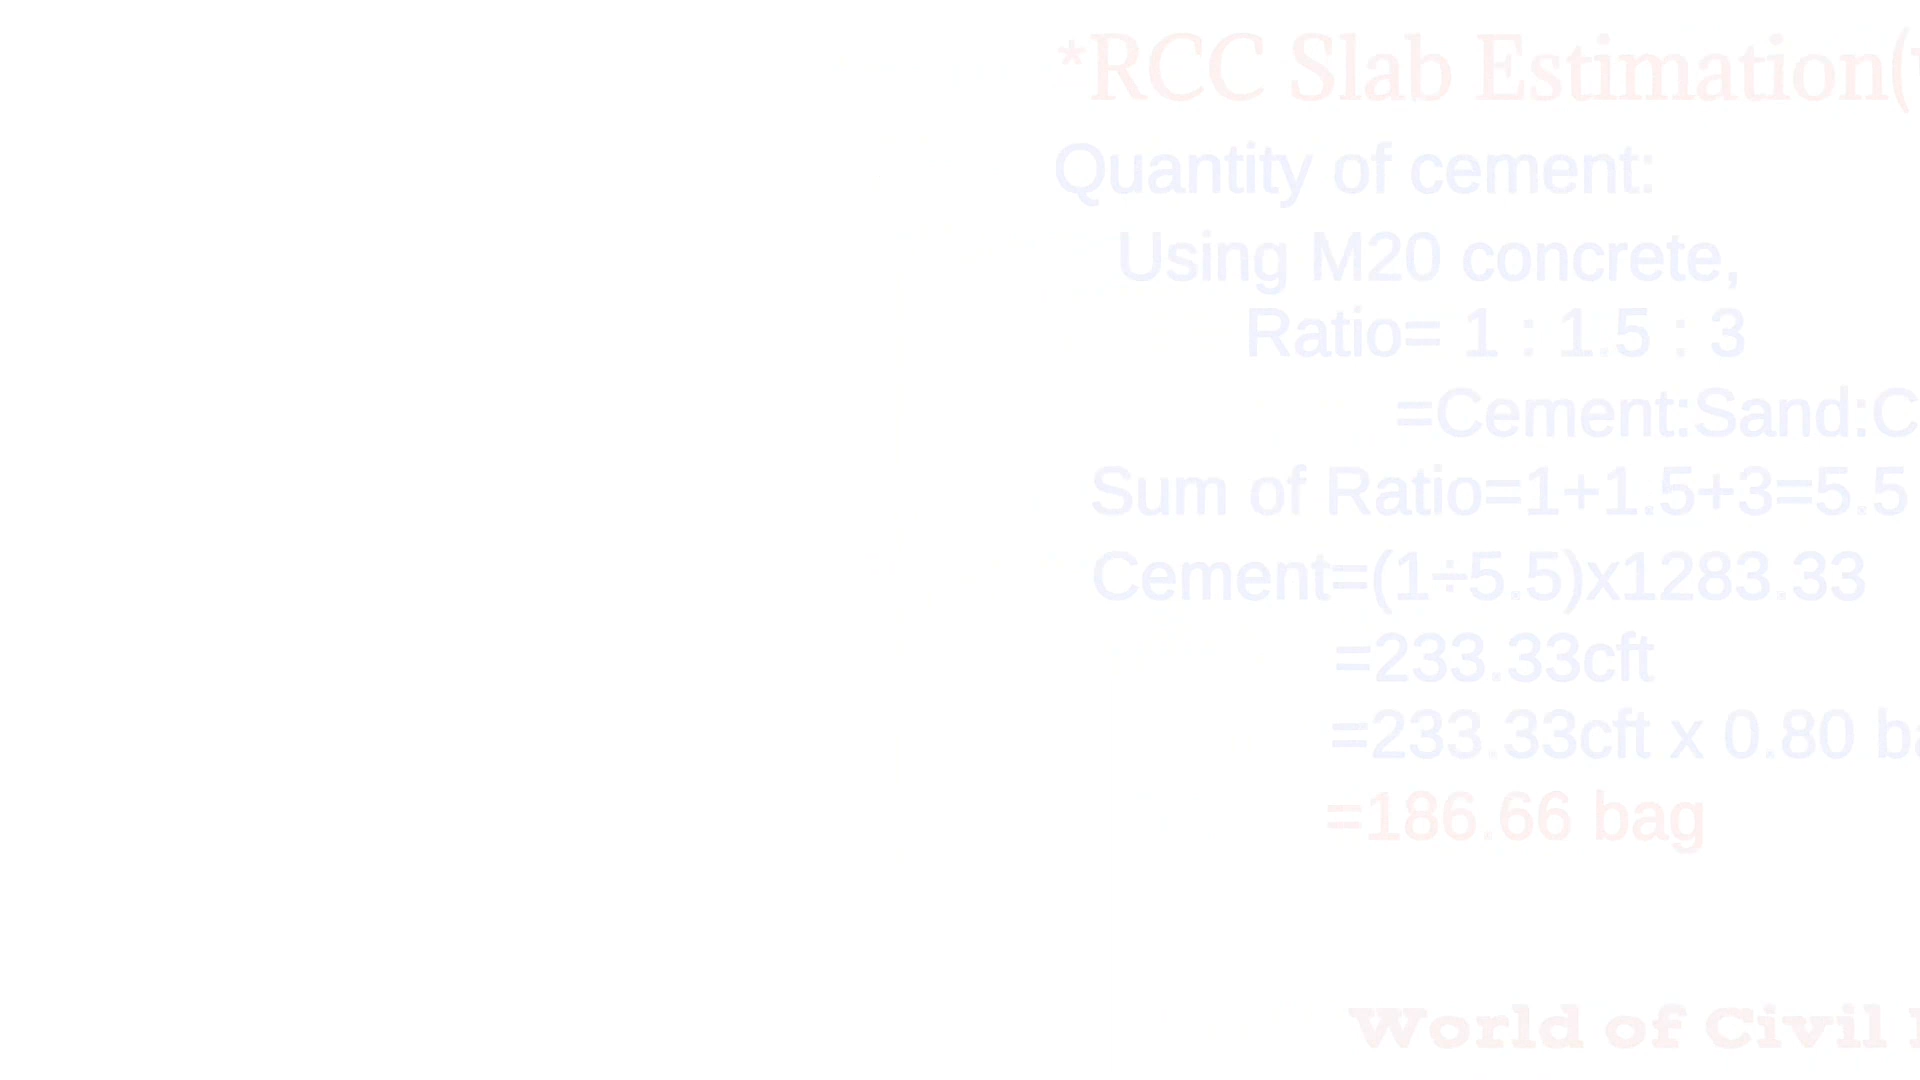 *RCC Slab Estimation(
Quantity of cement:
Using M20 concrete,
Ratio= 1 : 1.5 : 3
=Cement:Sand:C
Sum of Ratio=1+1.5+3=5.5
Cement=(1÷5.5)x1283.33
=233.33cft
=233.33cft x 0.80 ba
=186.66 bag
World of Civil